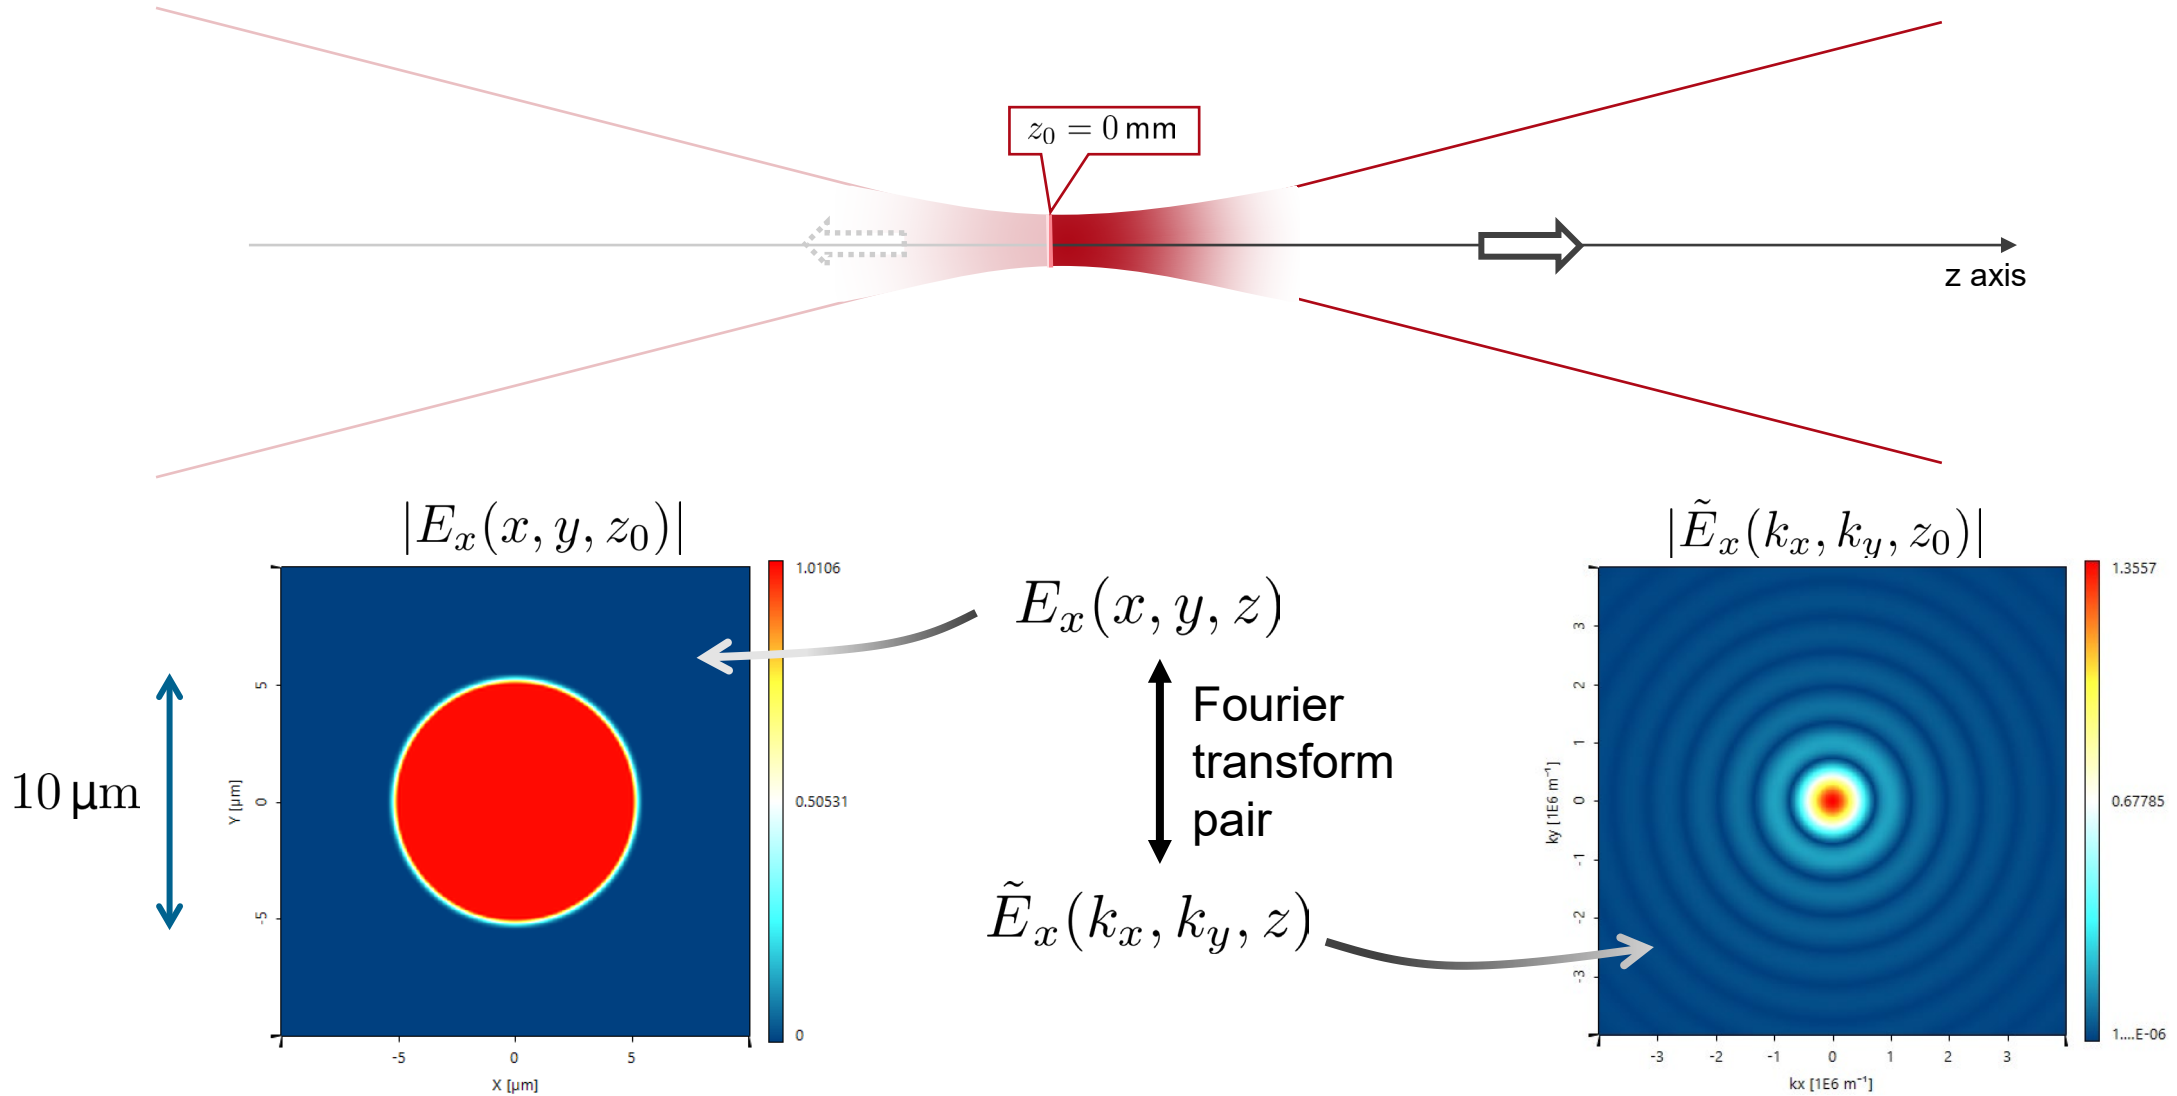 z₀ = 0 mm
z axis
|Eₓ(x, y, z₀)|
|Ẽₓ(kₓ, k_y, z₀)|
1.0106
0.50531
0
Y [µm]
5
0
-5
-5 0 5
X [µm]
10 µm
Eₓ(x, y, z)
Fourier
transform
pair
Ẽₓ(kₓ, k_y, z)
1.3557
0.67785
1....E-06
ky [1E6 m⁻¹]
3
2
1
0
-1
-2
-3
-3 -2 -1 0 1 2 3
kx [1E6 m⁻¹]